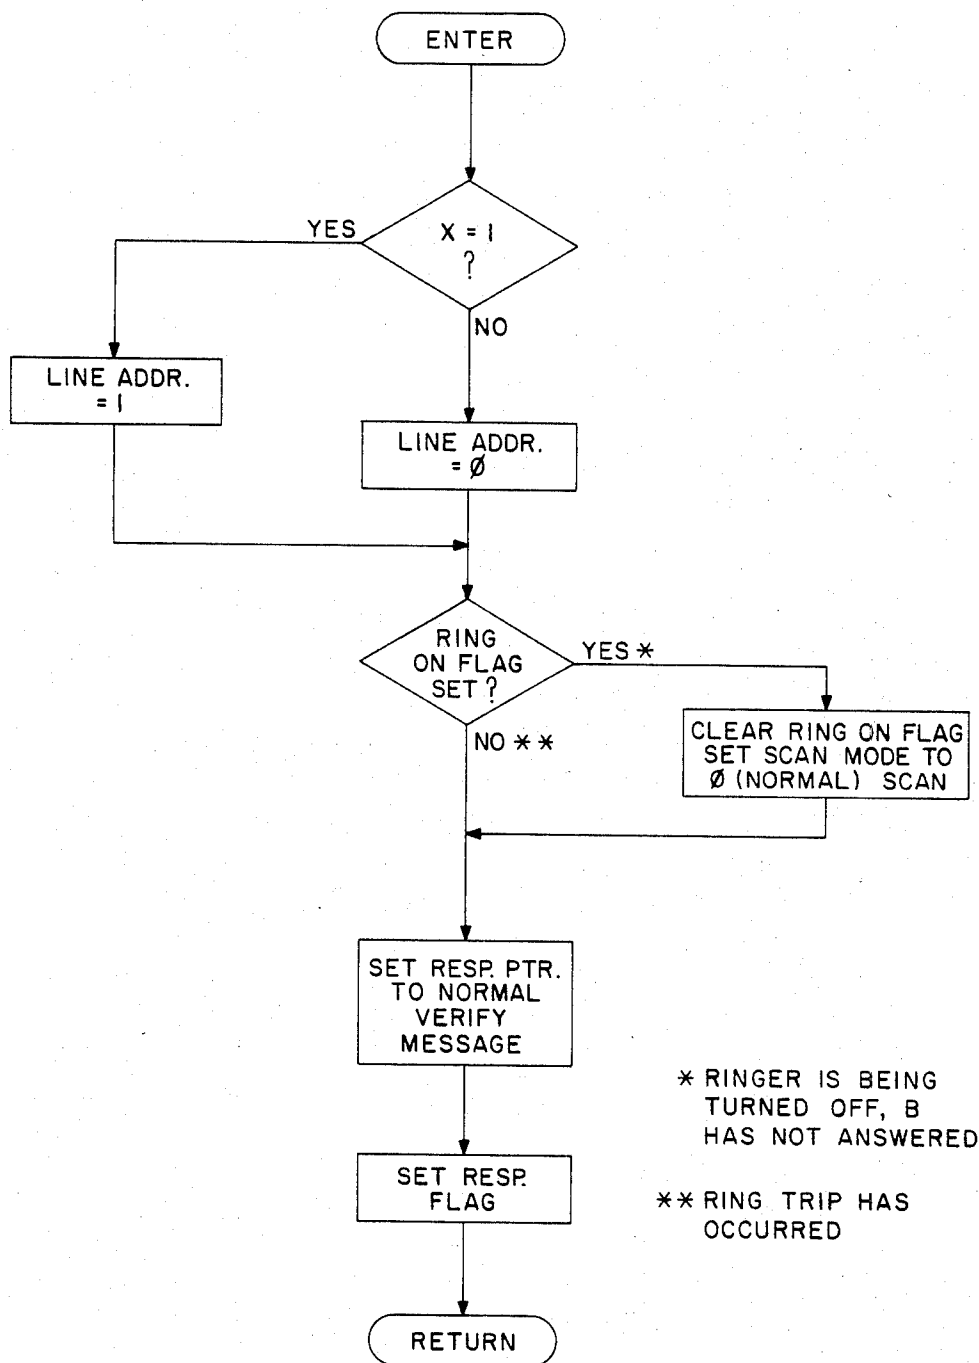 ENTER
X = 1
?
YES
NO
LINE ADDR.
= 1
LINE ADDR.
= Ø
RING
ON FLAG
SET ?
YES *
NO * *
CLEAR RING ON FLAG
SET SCAN MODE TO
Ø (NORMAL) SCAN
SET RESP. PTR.
TO NORMAL
VERIFY
MESSAGE
SET RESP.
FLAG
RETURN
* RINGER IS BEING
TURNED OFF, B
HAS NOT ANSWERED
** RING TRIP HAS
OCCURRED